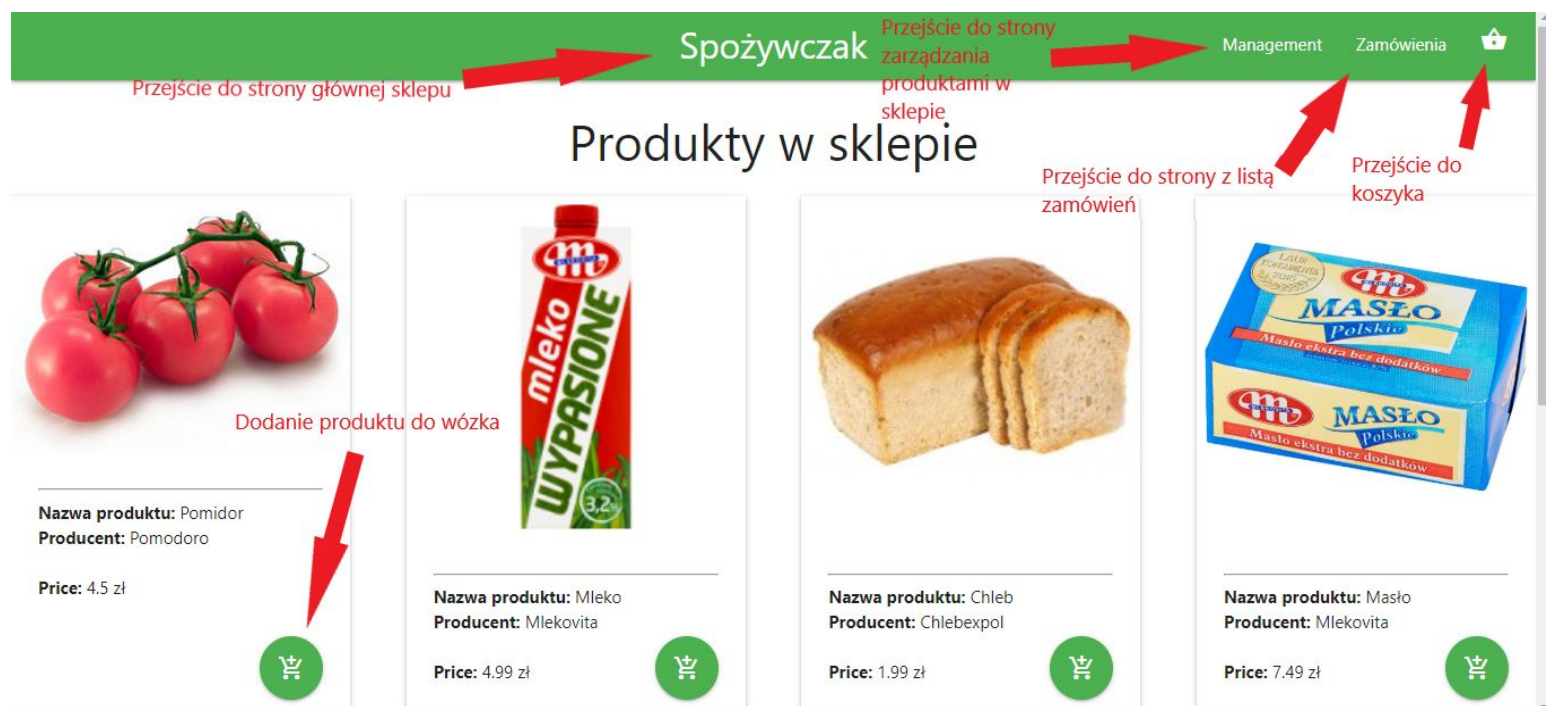 Spożywczak
Management
Zamówienia
Przejście do strony głównej sklepu
Przejście do strony
zarządzania
produktami w
sklepie
Przejście do strony z listą
zamówień
Przejście do
koszyka
Produkty w sklepie
mleko
WYPASIONE
3,2%
LAUR
KONSUMENTA
m
MASŁO
Polskie
Masło ekstra bez dodatków
MASŁO
Polskie
Masło ekstra bez dodatków
Dodanie produktu do wózka
Nazwa produktu: Pomidor
Producent: Pomodoro
Price: 4.5 zł
Nazwa produktu: Mleko
Producent: Mlekovita
Price: 4.99 zł
Nazwa produktu: Chleb
Producent: Chlebexpol
Price: 1.99 zł
Nazwa produktu: Masło
Producent: Mlekovita
Price: 7.49 zł